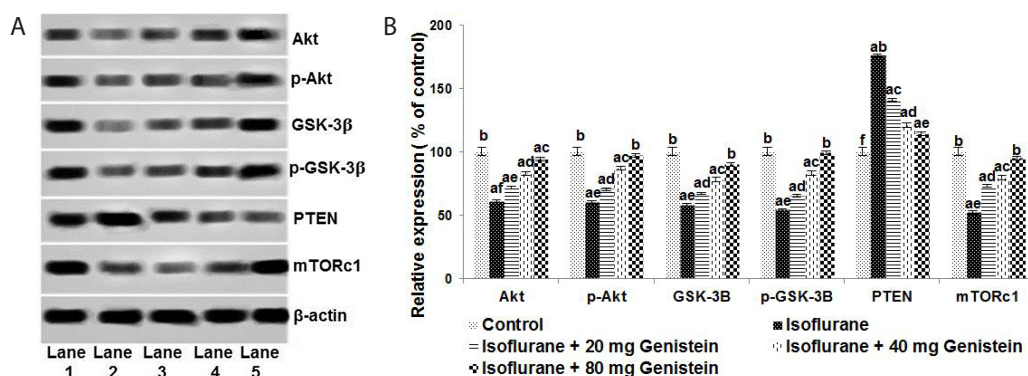 A
Akt
p-Akt
GSK-3β
p-GSK-3β
PTEN
mTORc1
β-actin
Lane Lane Lane Lane Lane
1 2 3 4 5
B
Relative expression ( % of control)
200
150
100
50
0
b af ae ad ac
b ae ad ac b
b ae ad ac b
b ae ad ac b
f ab ac ad ae
b ae ad ac b
Akt p-Akt GSK-3B p-GSK-3B PTEN mTORc1
Control Isoflurane
Isoflurane + 20 mg Genistein Isoflurane + 40 mg Genistein
Isoflurane + 80 mg Genistein